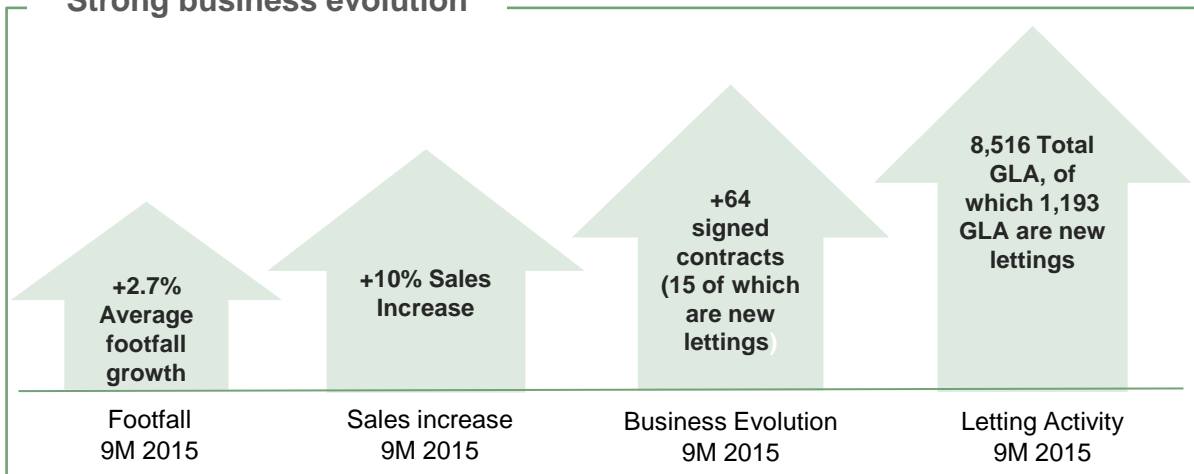 Strong business evolution
+2.7%
Average
footfall
growth
+10% Sales
Increase
+64
signed
contracts
(15 of which
are new
lettings)
8,516 Total
GLA, of
which 1,193
GLA are new
lettings
Footfall
9M 2015
Sales increase
9M 2015
Business Evolution
9M 2015
Letting Activity
9M 2015